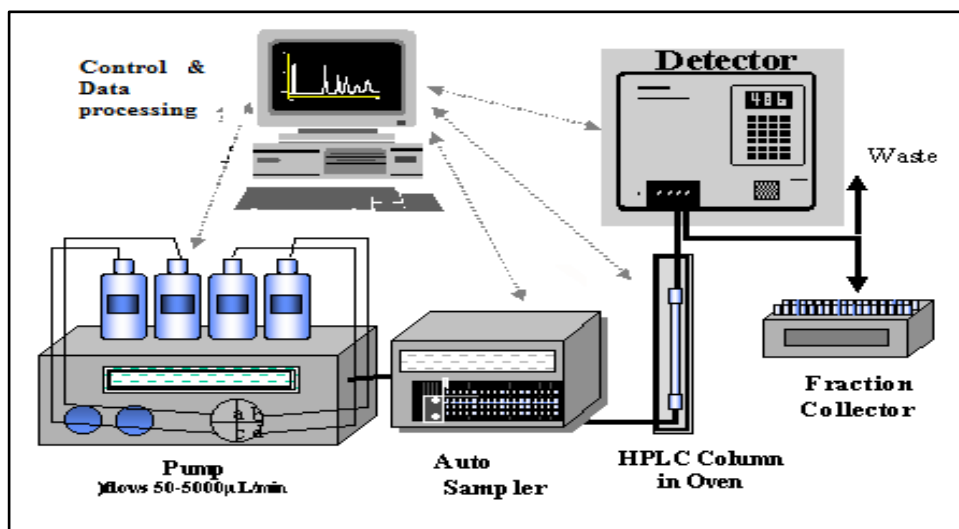 Control &
Data
processing
Detector
486
Waste
a b
c d
Pump
)flows 50-5000µL/min
Auto
Sampler
HPLC Column
in Oven
Fraction
Collector